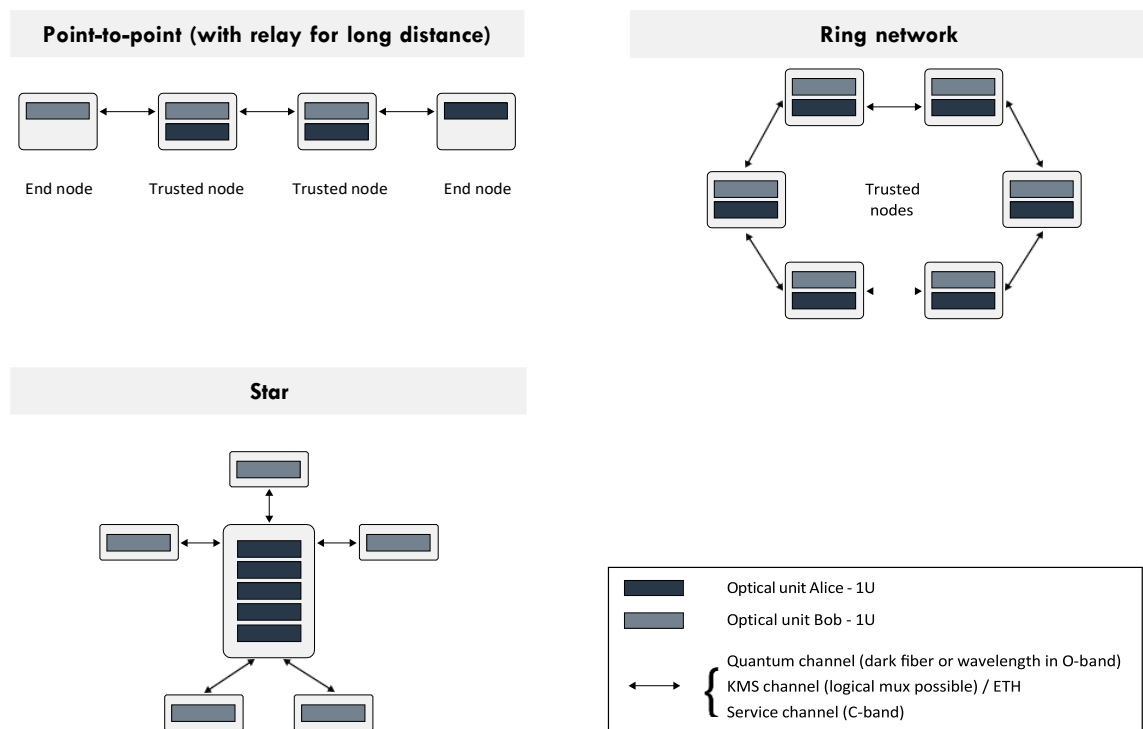 Point-to-point (with relay for long distance)
End node
Trusted node
Trusted node
End node
Ring network
Trusted
nodes
Star
Optical unit Alice - 1U
Optical unit Bob - 1U
Quantum channel (dark fiber or wavelength in O-band)
KMS channel (logical mux possible) / ETH
Service channel (C-band)